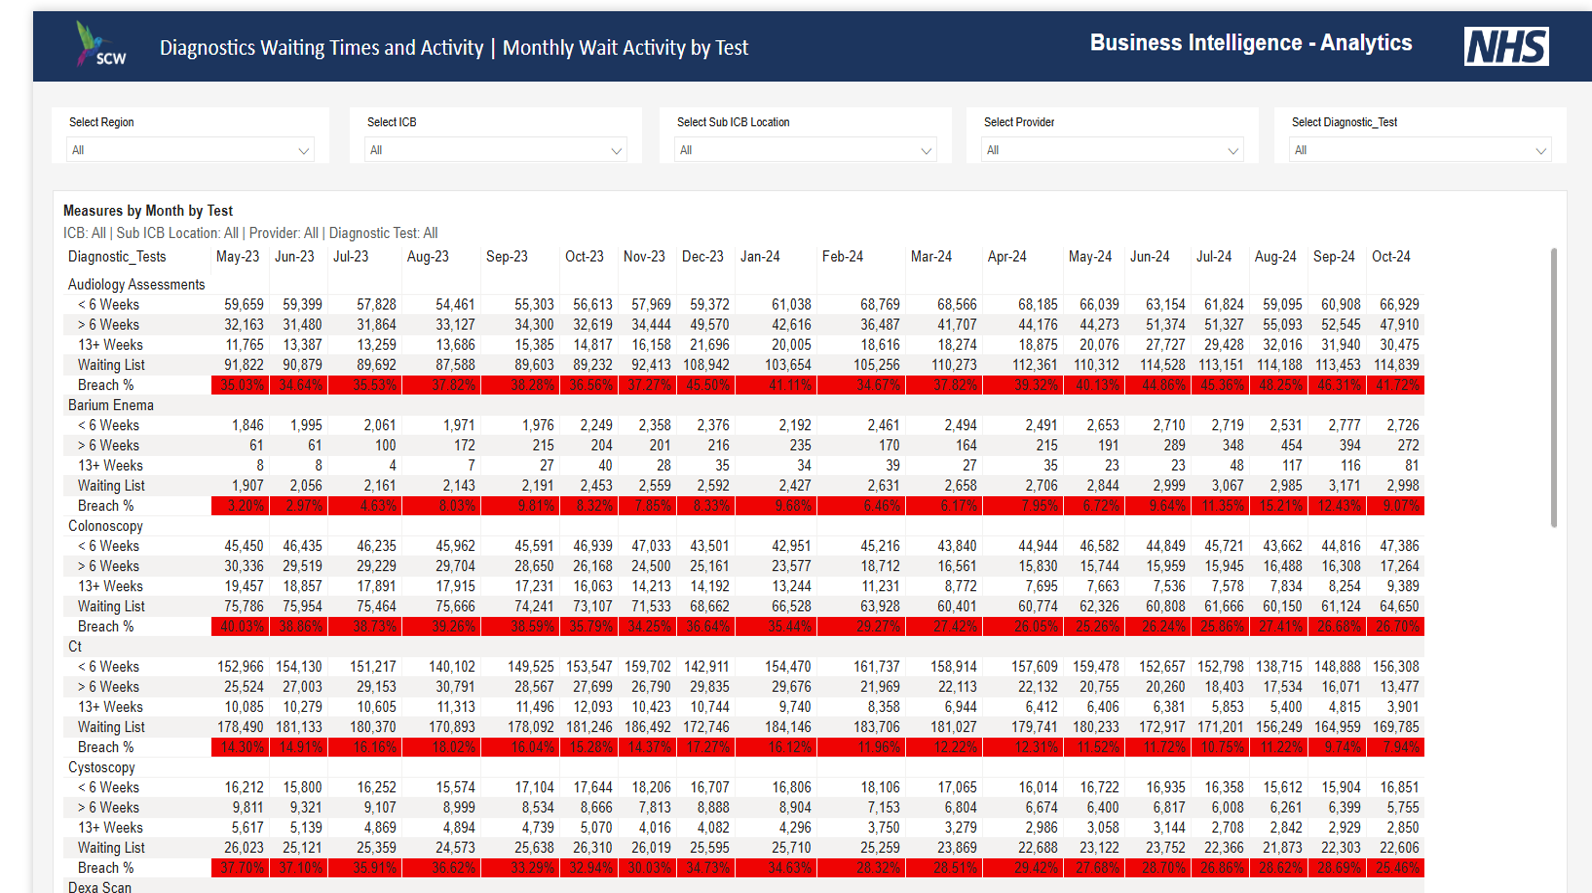 SCW
Diagnostics Waiting Times and Activity | Monthly Wait Activity by Test
Business Intelligence - Analytics
NHS
Select Region
All
Select ICB
All
Select Sub ICB Location
All
Select Provider
All
Select Diagnostic_Test
All
Measures by Month by Test
ICB: All | Sub ICB Location: All | Provider: All | Diagnostic Test: All
Diagnostic_Tests May-23 Jun-23 Jul-23 Aug-23 Sep-23 Oct-23 Nov-23 Dec-23 Jan-24 Feb-24 Mar-24 Apr-24 May-24 Jun-24 Jul-24 Aug-24 Sep-24 Oct-24
Audiology Assessments
< 6 Weeks 59,659 59,399 57,828 54,461 55,303 56,613 57,969 59,372 61,038 68,769 68,566 68,185 66,039 63,154 61,824 59,095 60,908 66,929
> 6 Weeks 32,163 31,480 31,864 33,127 34,300 32,619 34,444 49,570 42,616 36,487 41,707 44,176 44,273 51,374 51,327 55,093 52,545 47,910
13+ Weeks 11,765 13,387 13,259 13,686 15,385 14,817 16,158 21,696 20,005 18,616 18,274 18,875 20,076 27,727 29,428 32,016 31,940 30,475
Waiting List 91,822 90,879 89,692 87,588 89,603 89,232 92,413 108,942 103,654 105,256 110,273 112,361 110,312 114,528 113,151 114,188 113,453 114,839
Breach % 35.03% 34.64% 35.53% 37.82% 38.28% 36.56% 37.27% 45.50% 41.11% 34.67% 37.82% 39.32% 40.13% 44.86% 45.36% 48.25% 46.31% 41.72%
Barium Enema
< 6 Weeks 1,846 1,995 2,061 1,971 1,976 2,249 2,358 2,376 2,192 2,461 2,494 2,491 2,653 2,710 2,719 2,531 2,777 2,726
> 6 Weeks 61 61 100 172 215 204 201 216 235 170 164 215 191 289 348 454 394 272
13+ Weeks 8 8 4 7 27 40 28 35 34 39 27 35 23 23 48 117 116 81
Waiting List 1,907 2,056 2,161 2,143 2,191 2,453 2,559 2,592 2,427 2,631 2,658 2,706 2,844 2,999 3,067 2,985 3,171 2,998
Breach % 3.20% 2.97% 4.63% 8.03% 9.81% 8.32% 7.85% 8.33% 9.68% 6.46% 6.17% 7.95% 6.72% 9.64% 11.35% 15.21% 12.43% 9.07%
Colonoscopy
< 6 Weeks 45,450 46,435 46,235 45,962 45,591 46,939 47,033 43,501 42,951 45,216 43,840 44,944 46,582 44,849 45,721 43,662 44,816 47,386
> 6 Weeks 30,336 29,519 29,229 29,704 28,650 26,168 24,500 25,161 23,577 18,712 16,561 15,830 15,744 15,959 15,945 16,488 16,308 17,264
13+ Weeks 19,457 18,857 17,891 17,915 17,231 16,063 14,213 14,192 13,244 11,231 8,772 7,695 7,663 7,536 7,578 7,834 8,254 9,389
Waiting List 75,786 75,954 75,464 75,666 74,241 73,107 71,533 68,662 66,528 63,928 60,401 60,774 62,326 60,808 61,666 60,150 61,124 64,650
Breach % 40.03% 38.86% 38.73% 39.26% 38.59% 35.79% 34.25% 36.64% 35.44% 29.27% 27.42% 26.05% 25.26% 26.24% 25.86% 27.41% 26.68% 26.70%
Ct
< 6 Weeks 152,966 154,130 151,217 140,102 149,525 153,547 159,702 142,911 154,470 161,737 158,914 157,609 159,478 152,657 152,798 138,715 148,888 156,308
> 6 Weeks 25,524 27,003 29,153 30,791 28,567 27,699 26,790 29,835 29,676 21,969 22,113 22,132 20,755 20,260 18,403 17,534 16,071 13,477
13+ Weeks 10,085 10,279 10,605 11,313 11,496 12,093 10,423 10,744 9,740 8,358 6,944 6,412 6,406 6,381 5,853 5,400 4,815 3,901
Waiting List 178,490 181,133 180,370 170,893 178,092 181,246 186,492 172,746 184,146 183,706 181,027 179,741 180,233 172,917 171,201 156,249 164,959 169,785
Breach % 14.30% 14.91% 16.16% 18.02% 16.04% 15.28% 14.37% 17.27% 16.12% 11.96% 12.22% 12.31% 11.52% 11.72% 10.75% 11.22% 9.74% 7.94%
Cystoscopy
< 6 Weeks 16,212 15,800 16,252 15,574 17,104 17,644 18,206 16,707 16,806 18,106 17,065 16,014 16,722 16,935 16,358 15,612 15,904 16,851
> 6 Weeks 9,811 9,321 9,107 8,999 8,534 8,666 7,813 8,888 8,904 7,153 6,804 6,674 6,400 6,817 6,008 6,261 6,399 5,755
13+ Weeks 5,617 5,139 4,869 4,894 4,739 5,070 4,016 4,082 4,296 3,750 3,279 2,986 3,058 3,144 2,708 2,842 2,929 2,850
Waiting List 26,023 25,121 25,359 24,573 25,638 26,310 26,019 25,595 25,710 25,259 23,869 22,688 23,122 23,752 22,366 21,873 22,303 22,606
Breach % 37.70% 37.10% 35.91% 36.62% 33.29% 32.94% 30.03% 34.73% 34.63% 28.32% 28.51% 29.42% 27.68% 28.70% 26.86% 28.62% 28.69% 25.46%
Dexa Scan